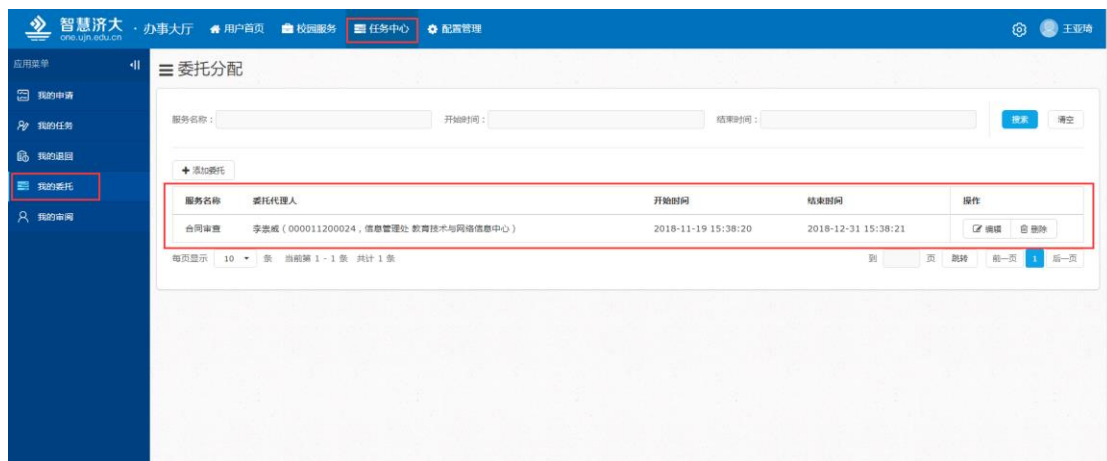 智慧济大 · 办事大厅 用户首页 校园服务 任务中心 配置管理 王亚琦
one.ujn.edu.cn
应用菜单
委托分配
我的申请
我的任务
我的退回
我的委托
我的审阅
服务名称: 开始时间: 结束时间: 搜索 清空
添加委托
服务名称 委托代理人 开始时间 结束时间 操作
合同审查 李崇威(000011200024,信息管理处 教育技术与网络信息中心) 2018-11-19 15:38:20 2018-12-31 15:38:21 编辑 删除
每页显示 10 条 当前第 1 - 1 条 共计 1 条 到 页 跳转 前一页 1 后一页